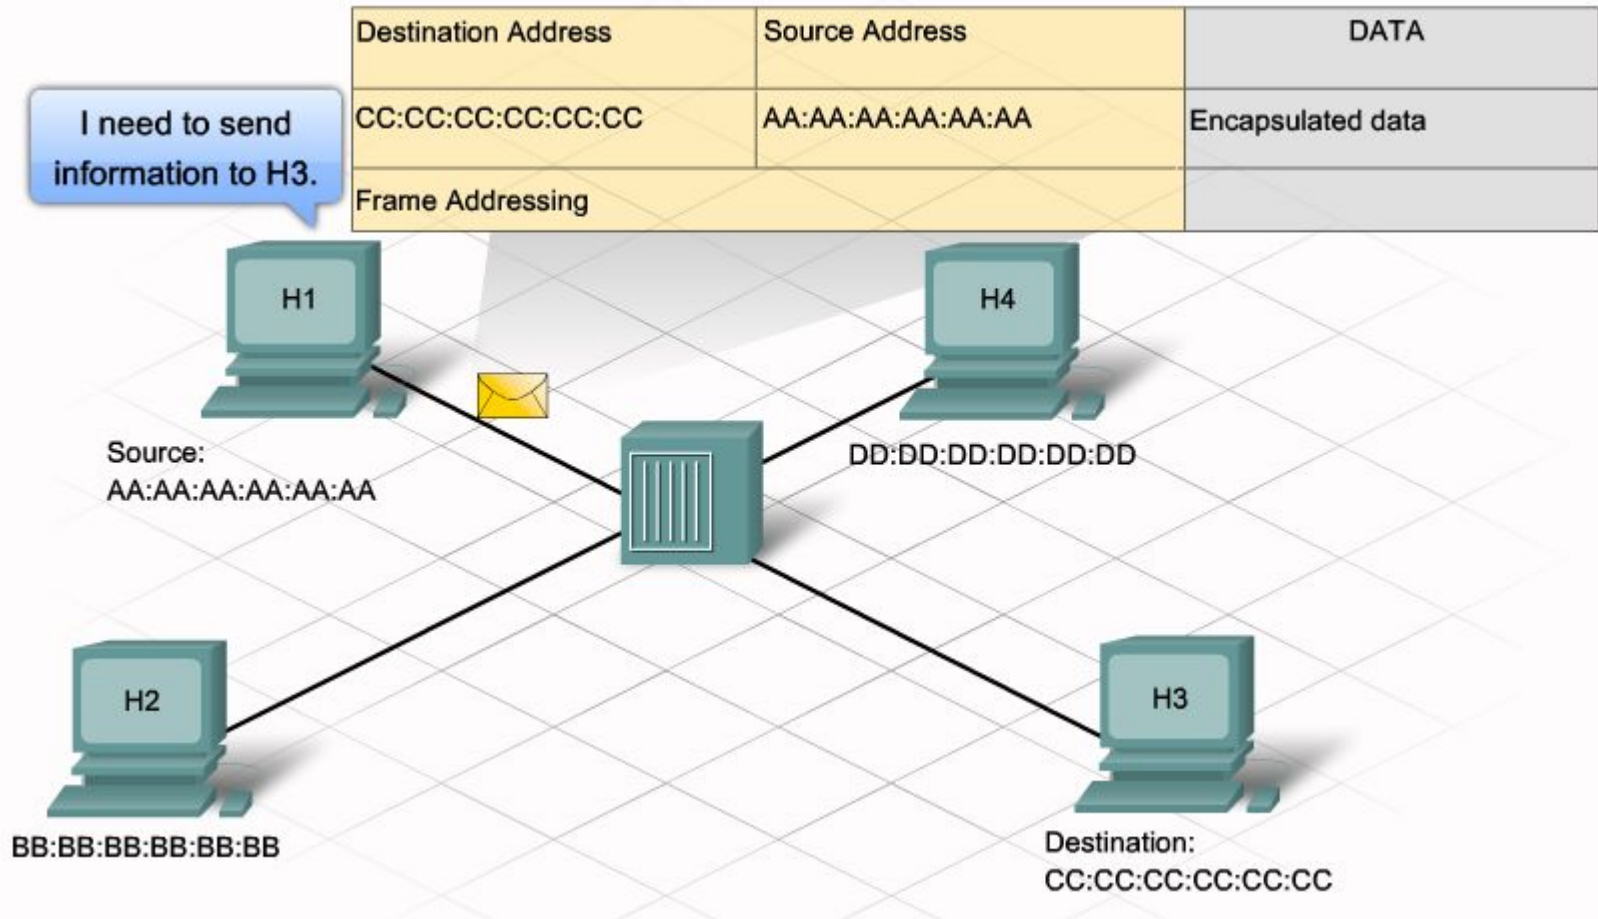 Destination Address
Source Address
DATA
I need to send
information to H3.
CC:CC:CC:CC:CC:CC
AA:AA:AA:AA:AA:AA
Encapsulated data
Frame Addressing
H1
H4
Source:
AA:AA:AA:AA:AA:AA
DD:DD:DD:DD:DD:DD
H2
H3
BB:BB:BB:BB:BB:BB
Destination:
CC:CC:CC:CC:CC:CC